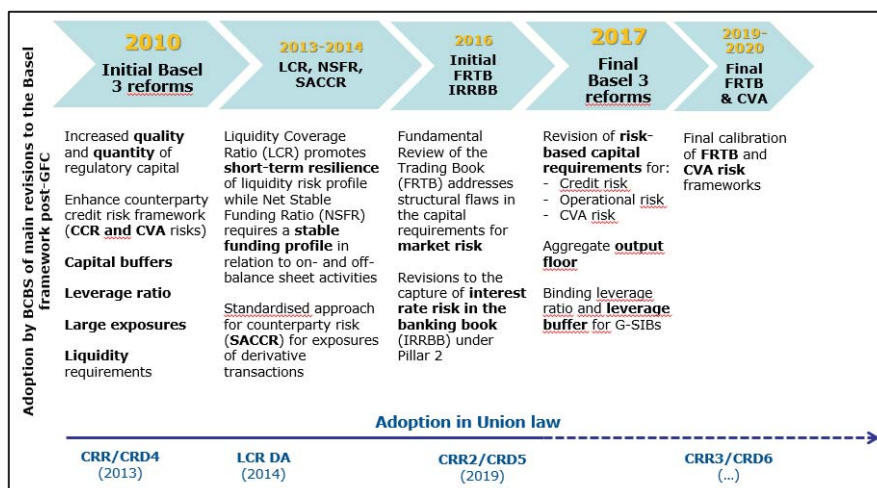 Adoption by BCBS of main revisions to the Basel
framework post-GFC
2010
Initial Basel
3 reforms
2013-2014
LCR, NSFR,
SACCR
2016
Initial
FRTB
IRRBB
2017
Final
Basel 3
reforms
2019-
2020
Final
FRTB
& CVA
Increased quality
and quantity of
regulatory capital
Enhance counterparty
credit risk framework
(CCR and CVA risks)
Capital buffers
Leverage ratio
Large exposures
Liquidity
requirements
Liquidity Coverage
Ratio (LCR) promotes
short-term resilience
of liquidity risk profile
while Net Stable
Funding Ratio (NSFR)
requires a stable
funding profile in
relation to on- and off-
balance sheet activities
Standardised approach
for counterparty risk
(SACCR) for exposures
of derivative
transactions
Fundamental
Review of the
Trading Book
(FRTB) addresses
structural flaws in
the capital
requirements for
market risk
Revisions to the
capture of interest
rate risk in the
banking book
(IRRBB) under
Pillar 2
Revision of risk-
based capital
requirements for:
- Credit risk
- Operational risk
- CVA risk
Aggregate output
floor
Binding leverage
ratio and leverage
buffer for G-SIBs
Final calibration
of FRTB and
CVA risk
frameworks
Adoption in Union law
CRR/CRD4
(2013)
LCR DA
(2014)
CRR2/CRD5
(2019)
CRR3/CRD6
(...)